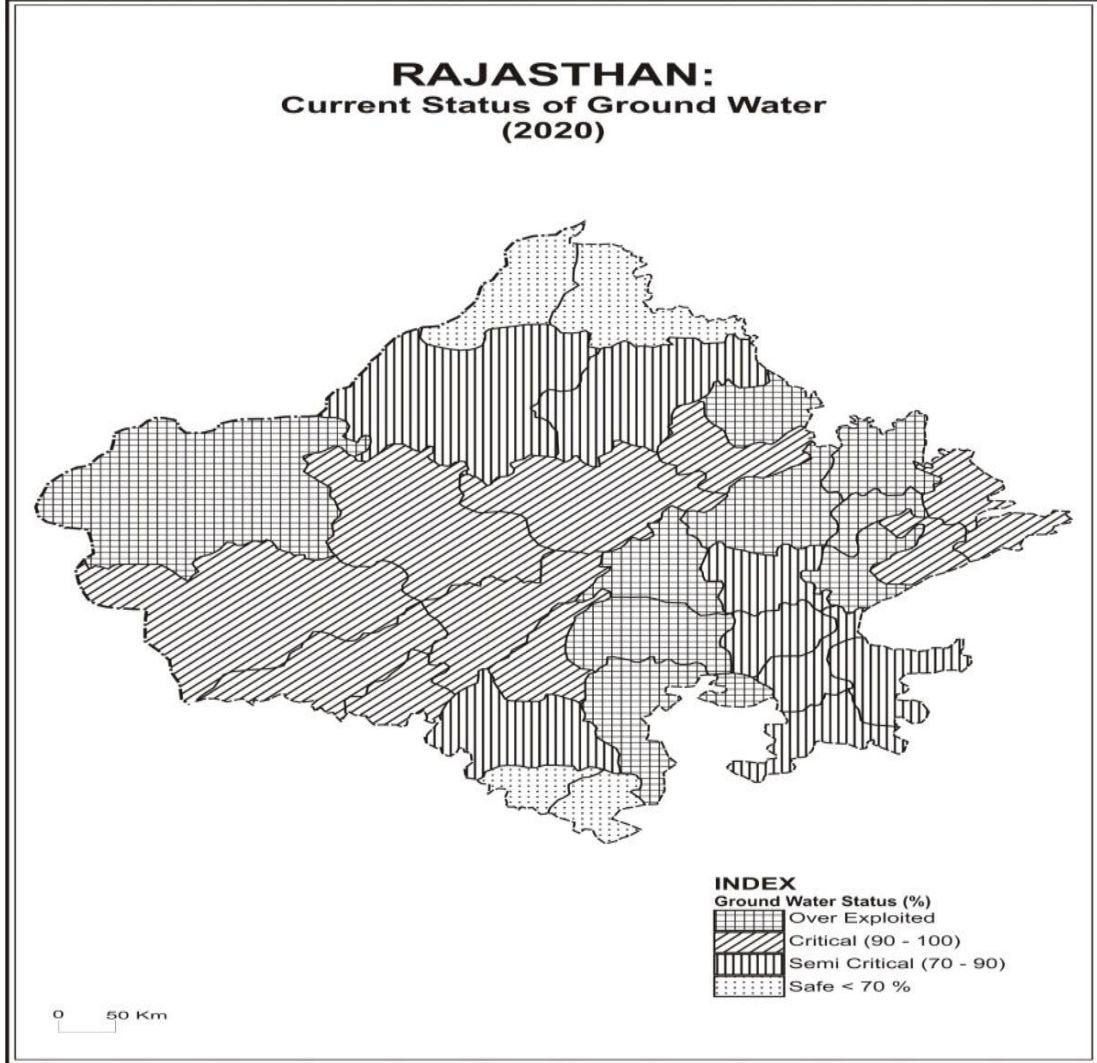 RAJASTHAN:
Current Status of Ground Water
(2020)
INDEX
Ground Water Status (%)
Over Exploited
Critical (90 - 100)
Semi Critical (70 - 90)
Safe < 70 %
0 50 Km